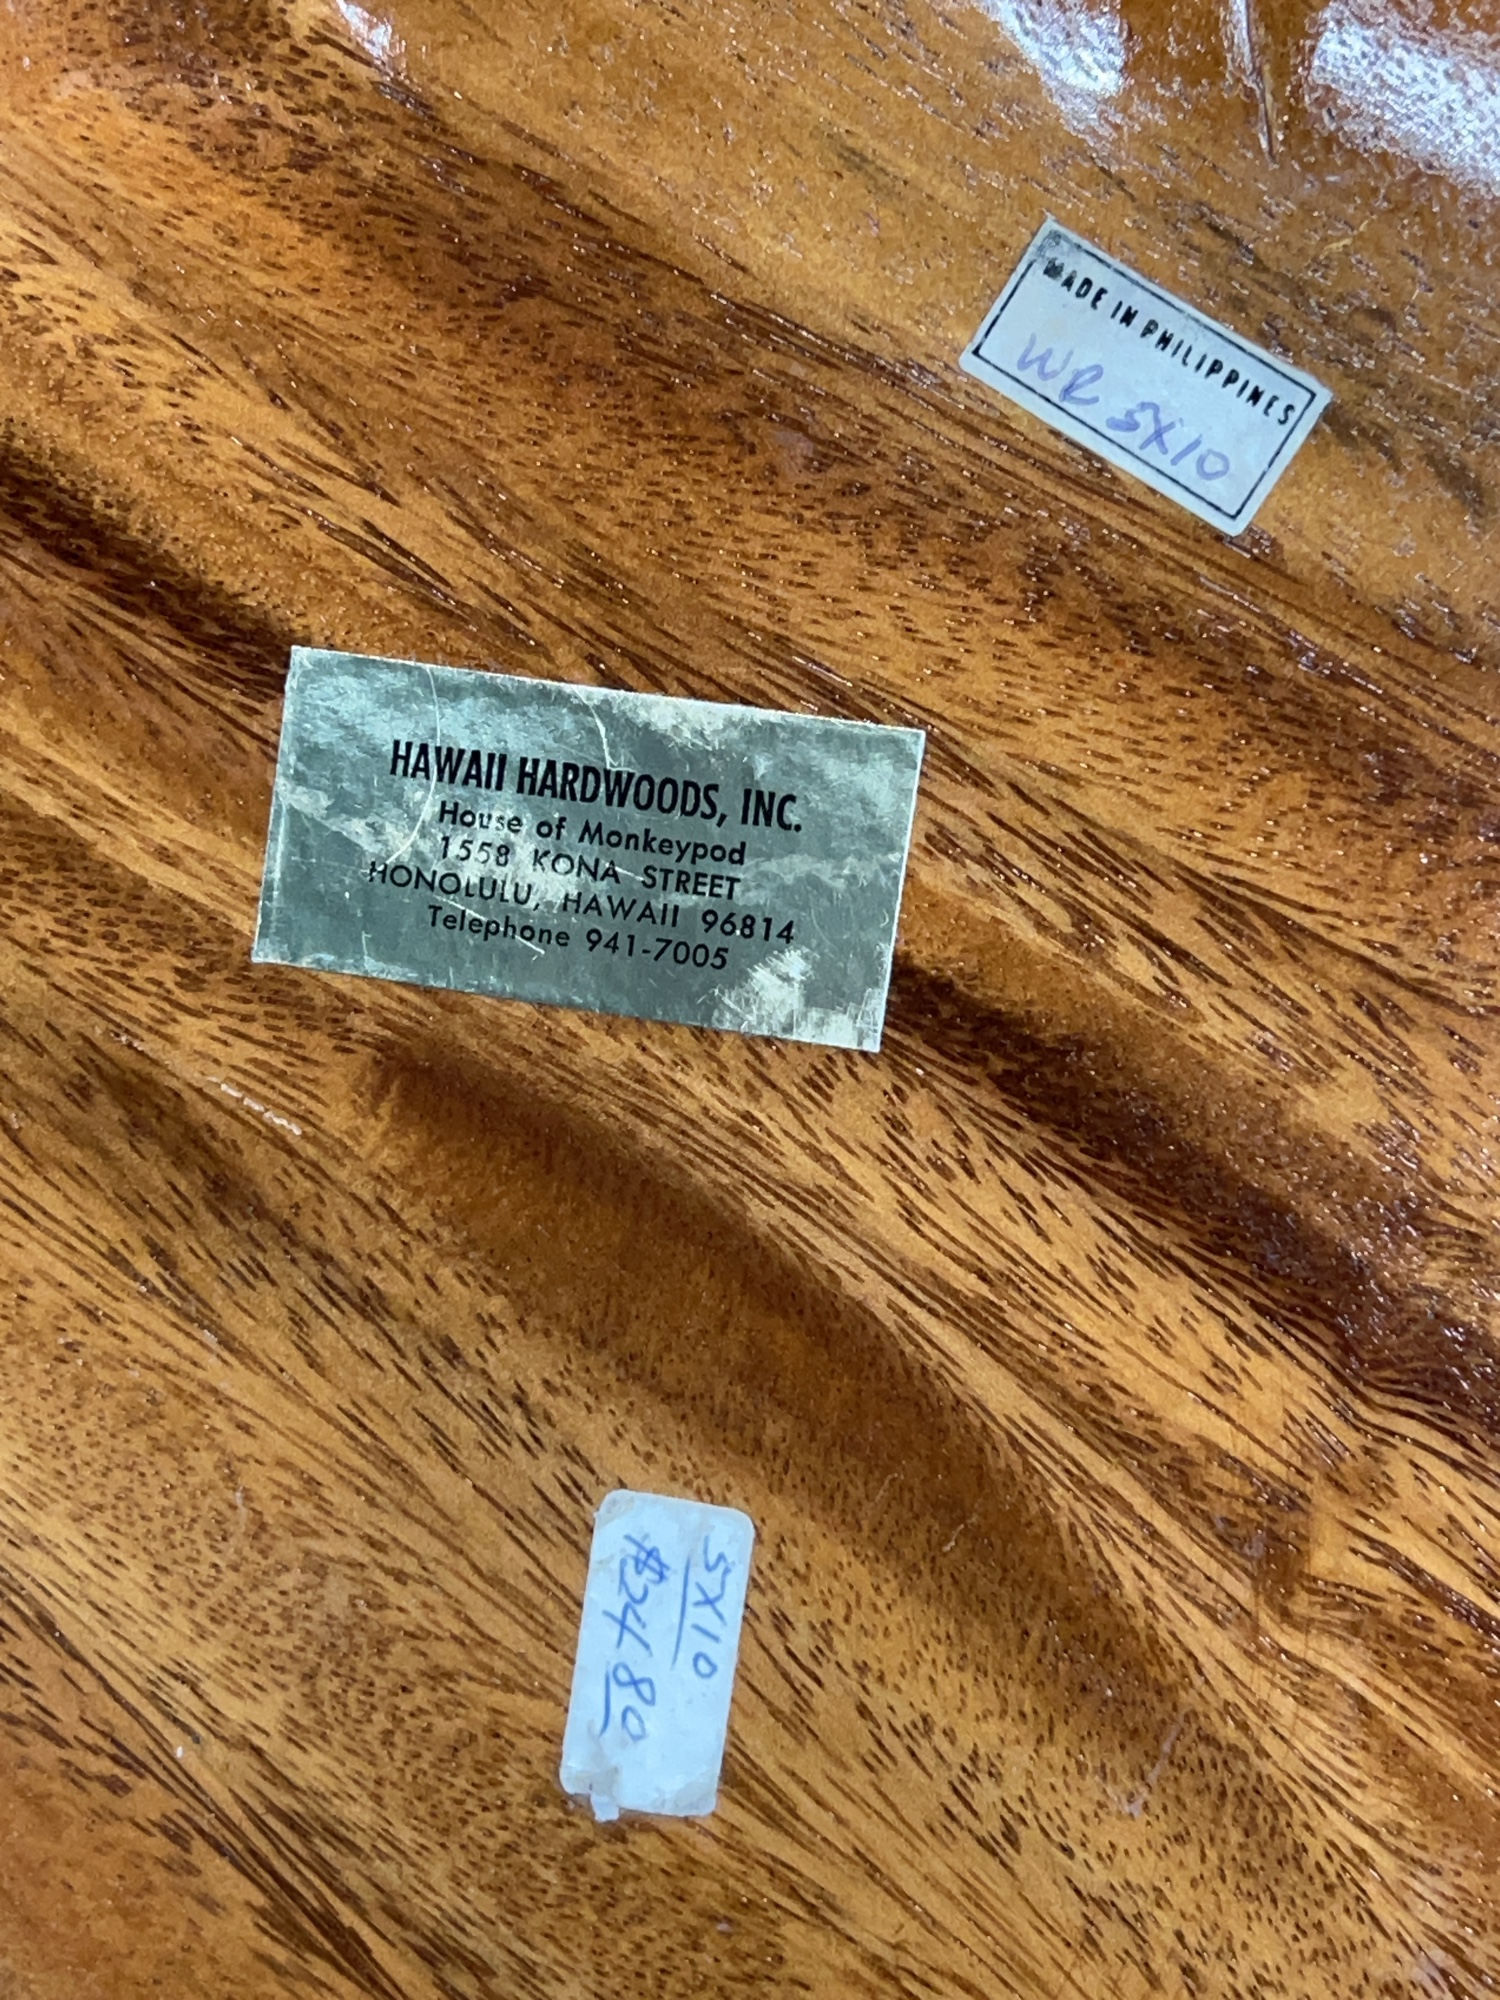 MADE IN PHILIPPINES
WR 5X10
HAWAII HARDWOODS, INC.
House of Monkeypod
1558 KONA STREET
HONOLULU, HAWAII 96814
Telephone 941-7005
5X10
$24 80